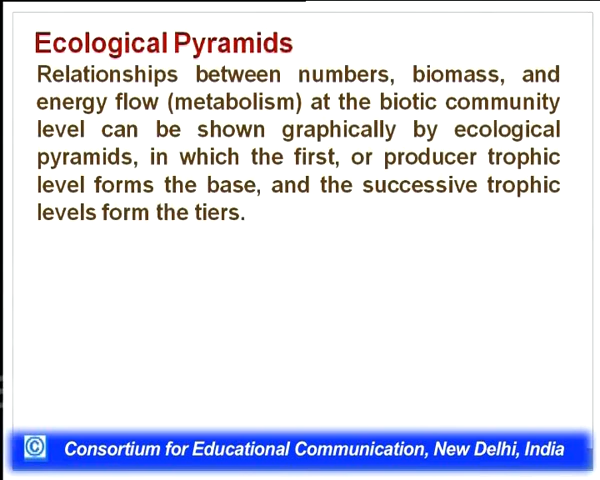 Ecological Pyramids
Relationships between numbers, biomass, and
energy flow (metabolism) at the biotic community
level can be shown graphically by ecological
pyramids, in which the first, or producer trophic
level forms the base, and the successive trophic
levels form the tiers.
© Consortium for Educational Communication, New Delhi, India